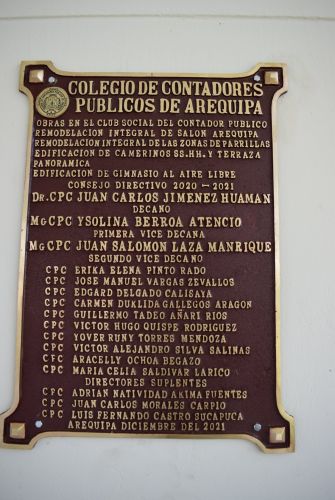 COLEGIO DE CONTADORES
PUBLICOS DE AREQUIPA
OBRAS EN EL CLUB SOCIAL DEL CONTADOR PUBLICO
REMODELACION INTEGRAL DE SALON AREQUIPA
REMODELACION INTEGRAL DE LAS ZONAS DE PARRILLAS
EDIFICACION DE CAMERINOS SS.HH. Y TERRAZA
PANORAMICA
EDIFICACION DE GIMNASIO AL AIRE LIBRE
CONSEJO DIRECTIVO 2020 – 2021
Dr. CPC JUAN CARLOS JIMENEZ HUAMAN
DECANO
MgCPC YSOLINA BERROA ATENCIO
PRIMERA VICE DECANA
MgCPC JUAN SALOMON LAZA MANRIQUE
SEGUNDO VICE DECANO
CPC ERIKA ELENA PINTO RADO
CPC JOSE MANUEL VARGAS ZEVALLOS
CPC EDGARD DELGADO CALISAYA
CPC CARMEN DUKLIDA GALLEGOS ARAGON
CPC GUILLERMO TADEO AÑARI RIOS
CPC VICTOR HUGO QUISPE RODRIGUEZ
CPC YOVER RUNY TORRES MENDOZA
CPC VICTOR ALEJANDRO SILVA SALINAS
CFC ARACELLY OCHOA BEGAZO
CPC MARIA CELIA SALDIVAR LARICO
DIRECTORES SUPLENTES
CPC ADRIAN NATIVIDAD AKIMA FUENTES
CPC JUAN CARLOS MORALES CARPIO
CPC LUIS FERNANDO CASTRO SUCAPUCA
AREQUIPA DICIEMBRE DEL 2021